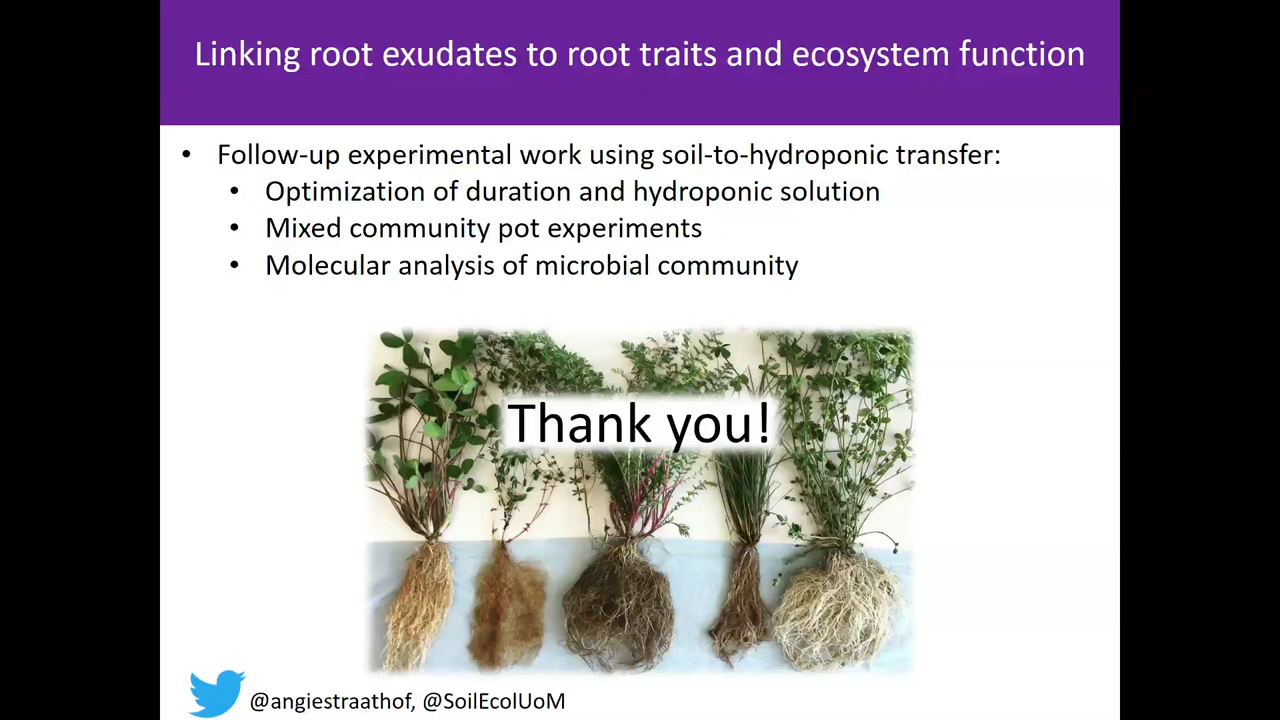 Linking root exudates to root traits and ecosystem function
• Follow-up experimental work using soil-to-hydroponic transfer:
• Optimization of duration and hydroponic solution
• Mixed community pot experiments
• Molecular analysis of microbial community
Thank you!
@angiestraathof, @SoilEcolUoM